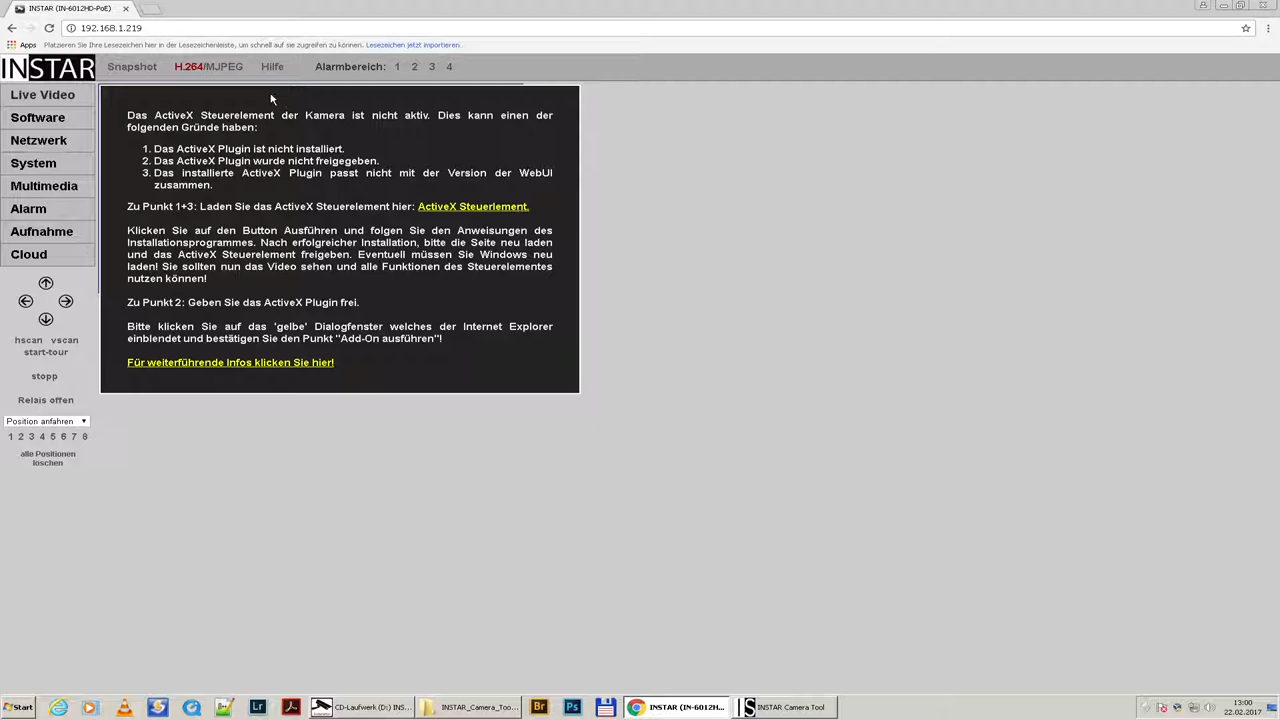 INSTAR (IN-6012HD-PoE)
192.168.1.219
Apps Platzieren Sie Ihre Lesezeichen hier in der Lesezeichenleiste, um schnell auf sie zugreifen zu können. Lesezeichen jetzt importieren.
INSTAR Snapshot H.264/MJPEG Hilfe Alarmbereich: 1 2 3 4
Live Video
Software
Netzwerk
System
Multimedia
Alarm
Aufnahme
Cloud
hscan vscan
start-tour
stopp
Relais offen
Position anfahren
1 2 3 4 5 6 7 8
alle Positionen
löschen
Das ActiveX Steuerelement der Kamera ist nicht aktiv. Dies kann einen der
folgenden Gründe haben:
1. Das ActiveX Plugin ist nicht installiert.
2. Das ActiveX Plugin wurde nicht freigegeben.
3. Das installierte ActiveX Plugin passt nicht mit der Version der WebUI
zusammen.
Zu Punkt 1+3: Laden Sie das ActiveX Steuerelement hier: ActiveX Steuerlement.
Klicken Sie auf den Button Ausführen und folgen Sie den Anweisungen des
Installationsprogrammes. Nach erfolgreicher Installation, bitte die Seite neu laden
und das ActiveX Steuerelement freigeben. Eventuell müssen Sie Windows neu
laden! Sie sollten nun das Video sehen und alle Funktionen des Steuerelementes
nutzen können!
Zu Punkt 2: Geben Sie das ActiveX Plugin frei.
Bitte klicken Sie auf das 'gelbe' Dialogfenster welches der Internet Explorer
einblendet und bestätigen Sie den Punkt "Add-On ausführen"!
Für weiterführende Infos klicken Sie hier!
Start Lr CD-Laufwerk (D:) INS... INSTAR_Camera_Too... Br Ps INSTAR (IN-6012H... INSTAR Camera Tool
13:00
22.02.2017